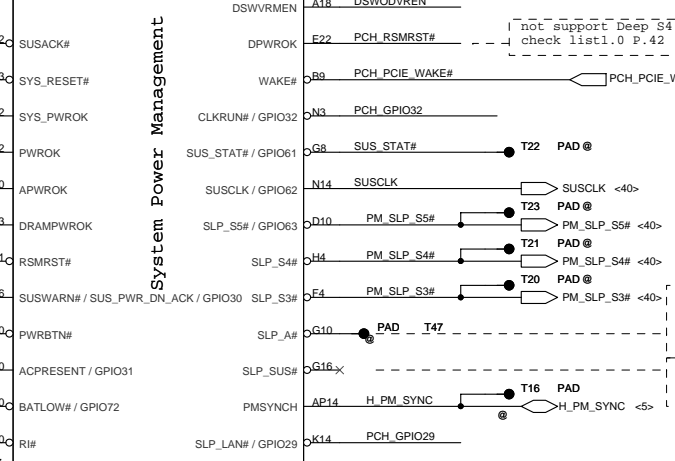 DSWVRMEN A18 DSWODVREN
not support Deep S4
SUSACK# DPWROK E22 PCH_RSMRST# check list1.0 P.42
SYS_RESET# WAKE# B9 PCH_PCIE_WAKE# PCH_PCIE_W
SYS_PWROK CLKRUN# / GPIO32 N3 PCH_GPIO32
PWROK SUS_STAT# / GPIO61 G8 SUS_STAT# T22 PAD @
APWROK SUSCLK / GPIO62 N14 SUSCLK SUSCLK <40>
T23 PAD @
DRAMPWROK SLP_S5# / GPIO63 D10 PM_SLP_S5# PM_SLP_S5# <40>
T21 PAD @
RSMRST# SLP_S4# H4 PM_SLP_S4# PM_SLP_S4# <40>
T20 PAD @
SUSWARN# / SUS_PWR_DN_ACK / GPIO30 SLP_S3# F4 PM_SLP_S3# PM_SLP_S3# <40>
PWRBTN# SLP_A# G10 PAD T47
@
ACPRESENT / GPIO31 SLP_SUS# G16
T16 PAD
BATLOW# / GPIO72 PMSYNCH AP14 H_PM_SYNC H_PM_SYNC <5>
@
RI# SLP_LAN# / GPIO29 K14 PCH_GPIO29
System Power Management